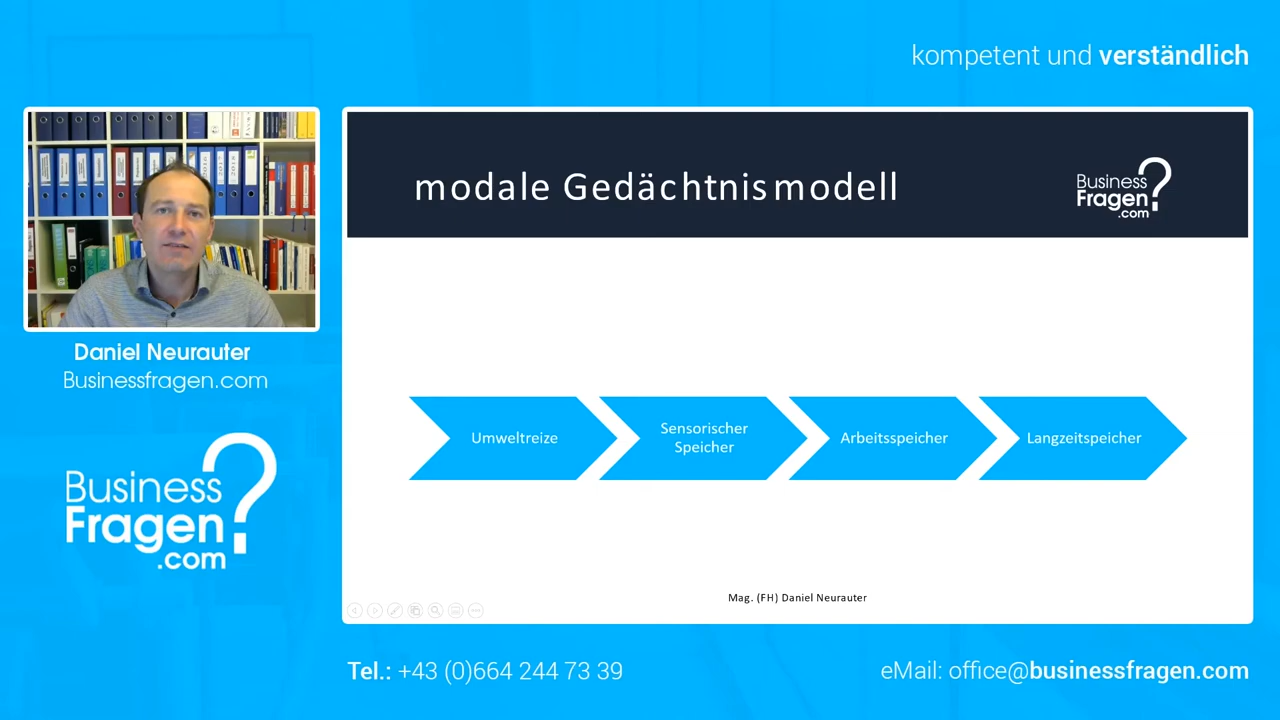 kompetent und verständlich
modale Gedächtnismodell
Business
Fragen
.com
Daniel Neurauter
Businessfragen.com
Umweltreize
Sensorischer
Speicher
Arbeitsspeicher
Langzeitspeicher
Business
Fragen
.com
Mag. (FH) Daniel Neurauter
Tel.: +43 (0)664 244 73 39
eMail: office@businessfragen.com